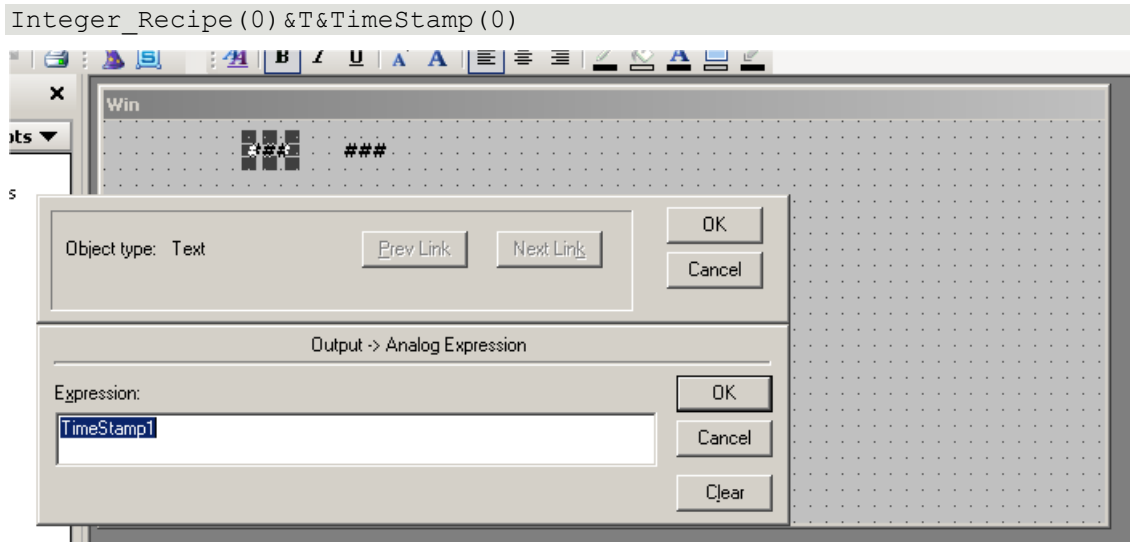 Integer_Recipe(0)&T&TimeStamp(0)
B I U A A A
pts
Win
### ###
s
Object type: Text
Prev Link
Next Link
OK
Cancel
Output -> Analog Expression
Expression:
TimeStamp1
OK
Cancel
Clear